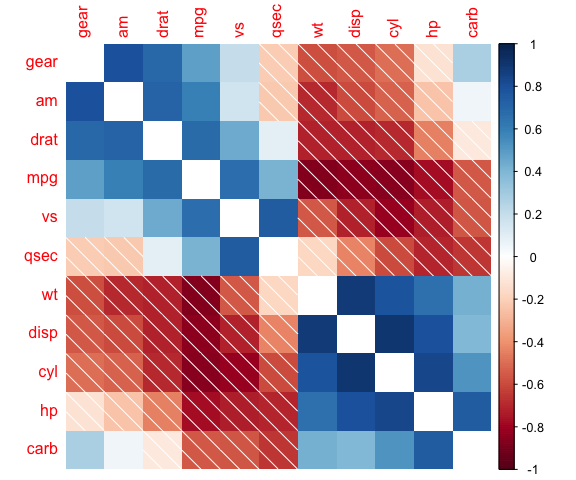 gear am drat mpg vs qsec wt disp cyl hp carb
gear
am
drat
mpg
vs
qsec
wt
disp
cyl
hp
carb
1
0.8
0.6
0.4
0.2
0
-0.2
-0.4
-0.6
-0.8
-1